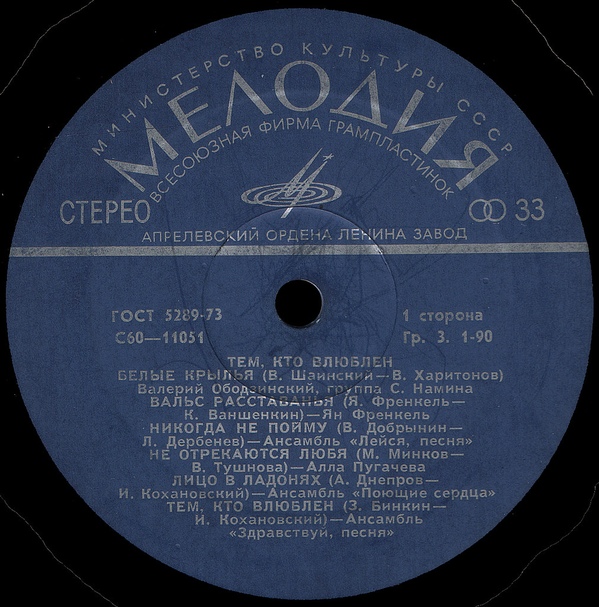 МИНИСТЕРСТВО КУЛЬТУРЫ СССР
МЕЛОДИЯ
ВСЕСОЮЗНАЯ ФИРМА ГРАМПЛАСТИНОК
СТЕРЕО
33
АПРЕЛЕВСКИЙ ОРДЕНА ЛЕНИНА ЗАВОД
ГОСТ 5289-73
1 сторона
С60—11051
Гр. 3. 1-90
ТЕМ, КТО ВЛЮБЛЕН
БЕЛЫЕ КРЫЛЬЯ (В. Шаинский—В. Харитонов)
Валерий Ободзинский, группа С. Намина
ВАЛЬС РАССТАВАНЬЯ (Я. Френкель—
К. Ваншенкин)—Ян Френкель
НИКОГДА НЕ ПОЙМУ (В. Добрынин—
Л. Дербенев)—Ансамбль «Лейся, песня»
НЕ ОТРЕКАЮТСЯ ЛЮБЯ (М. Минков—
В. Тушнова)—Алла Пугачева
ЛИЦО В ЛАДОНЯХ (А. Днепров—
И. Кохановский)—Ансамбль «Поющие сердца»
ТЕМ, КТО ВЛЮБЛЕН (З. Бинкин—
И. Кохановский)—Ансамбль
«Здравствуй, песня»